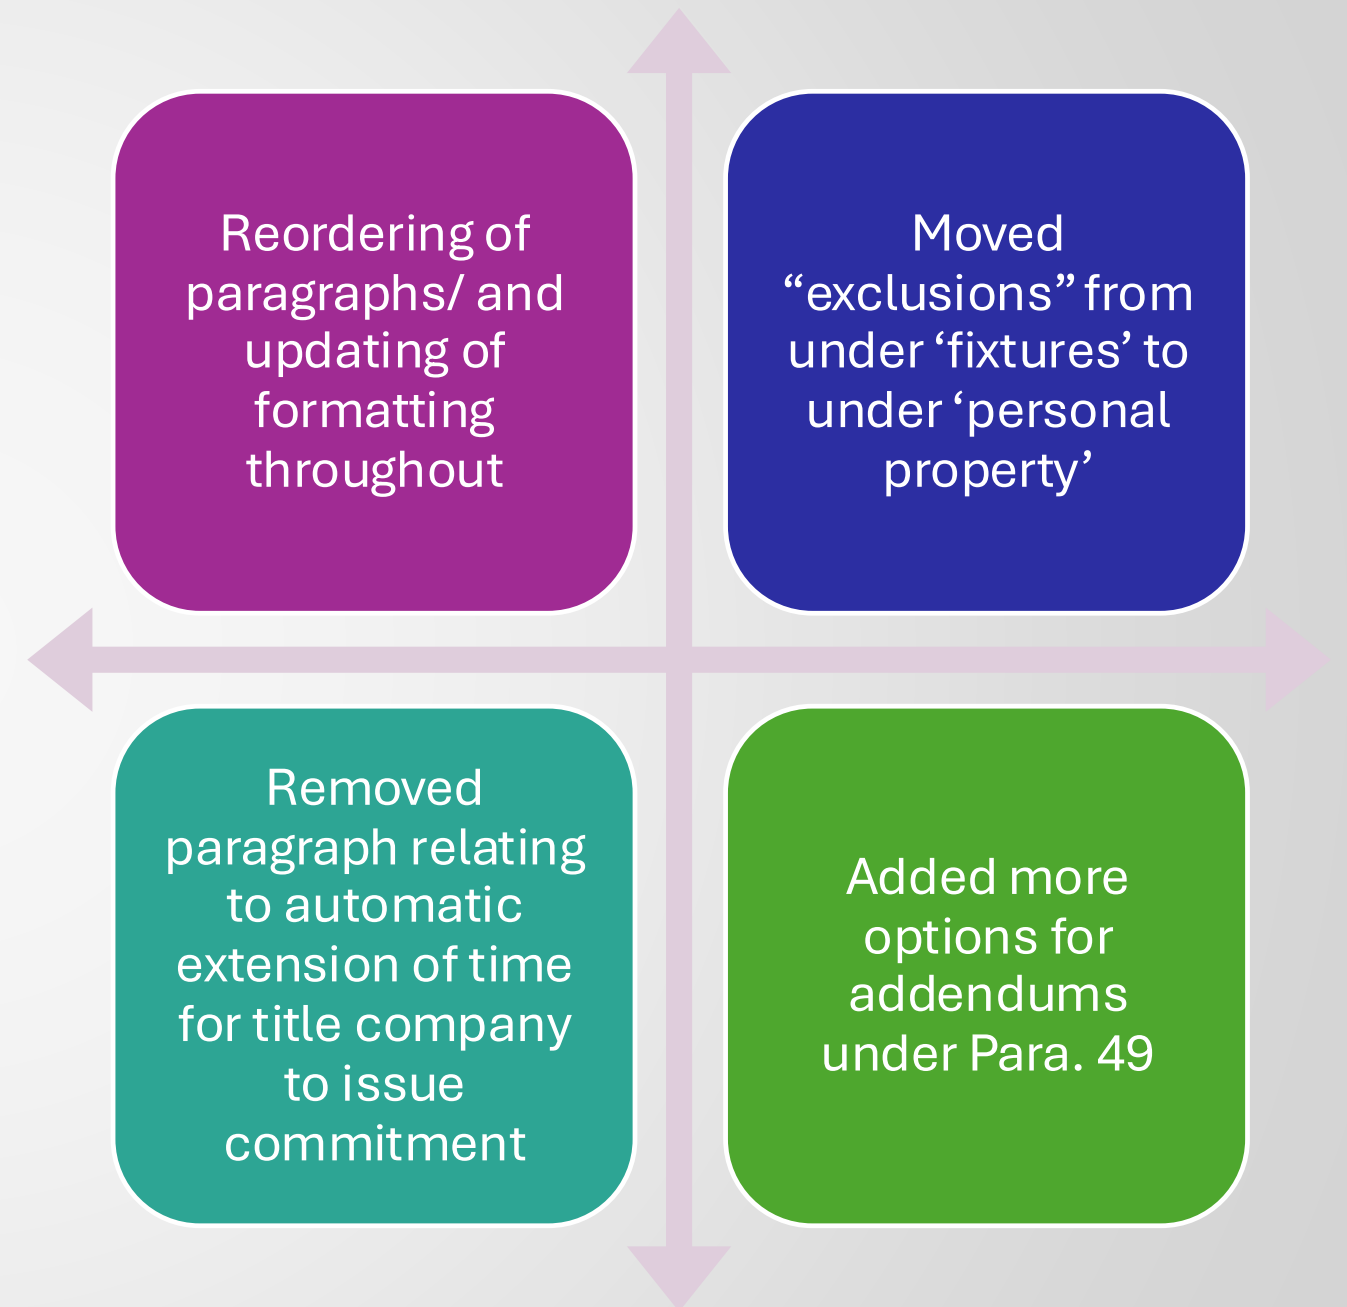 Reordering of
paragraphs/ and
updating of
formatting
throughout
Moved
“exclusions” from
under ‘fixtures’ to
under ‘personal
property’
Removed
paragraph relating
to automatic
extension of time
for title company
to issue
commitment
Added more
options for
addendums
under Para. 49